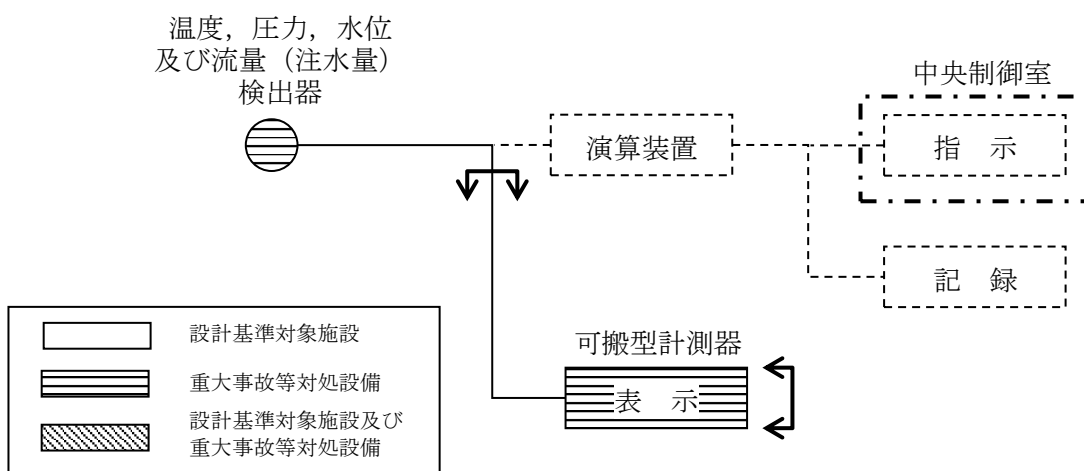 温度，圧力，水位
及び流量（注水量）
検出器
中央制御室
演算装置
指　示
記　録
可搬型計測器
表　示
設計基準対象施設
重大事故等対処設備
設計基準対象施設及び
重大事故等対処設備